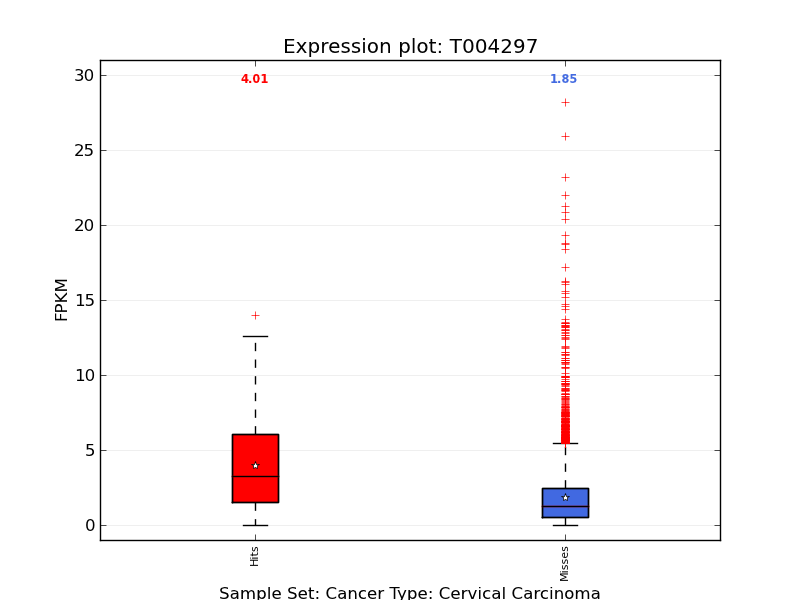 Expression plot: T004297
4.01
1.85
30
25
20
15
10
5
0
FPKM
Hits
Misses
Sample Set: Cancer Type: Cervical Carcinoma